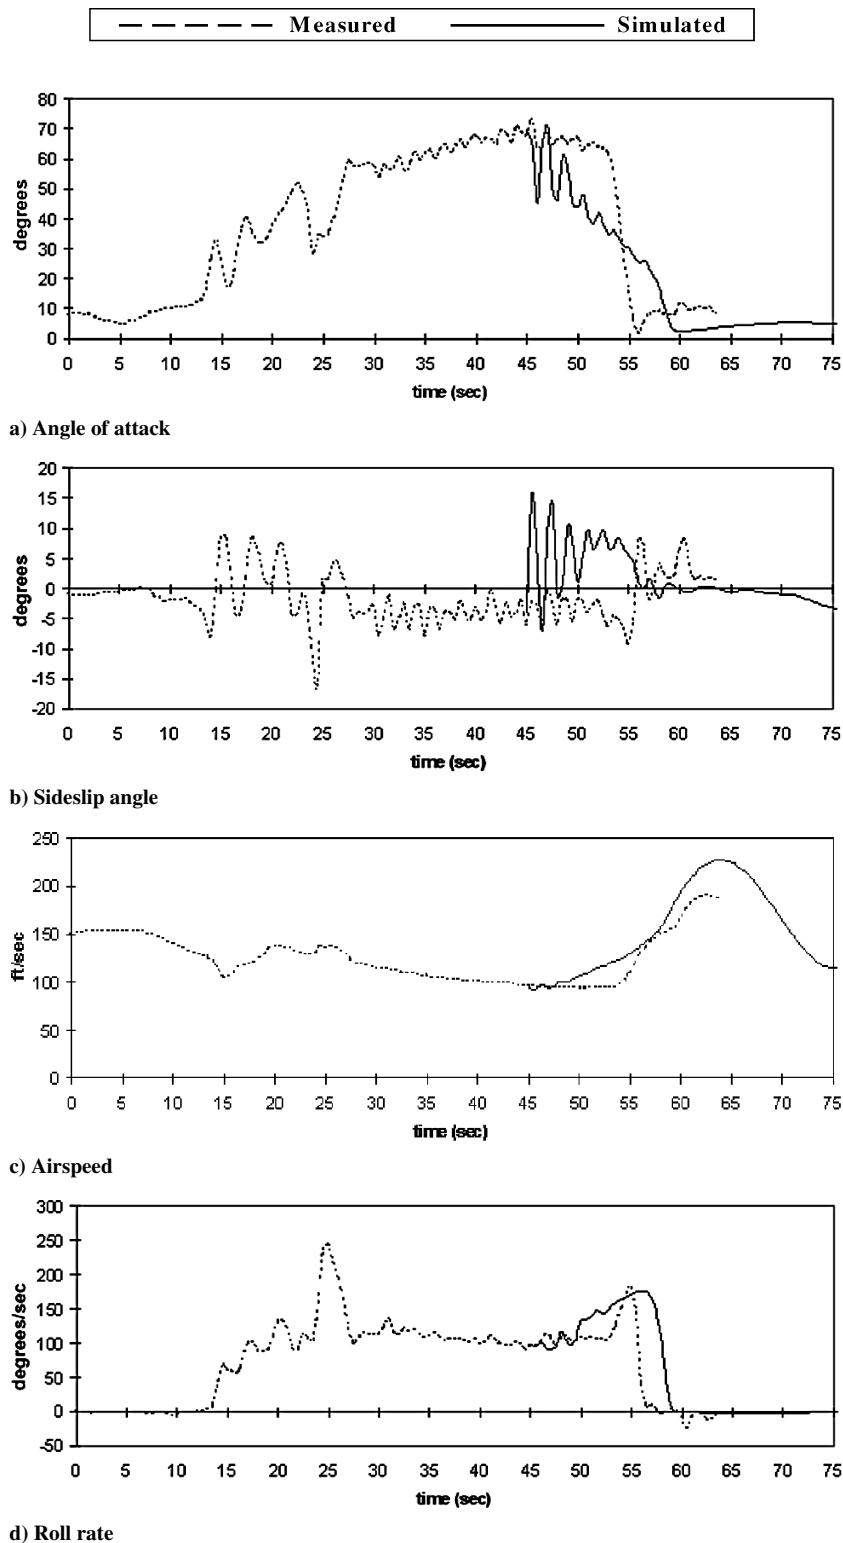 Measured Simulated
80
70
60
50
40
30
20
10
0
degrees
0 5 10 15 20 25 30 35 40 45 50 55 60 65 70 75
time (sec)
a) Angle of attack
20
15
10
5
0
-5
-10
-15
-20
degrees
0 5 10 15 20 25 30 35 40 45 50 55 60 65 70 75
time (sec)
b) Sideslip angle
250
200
150
100
50
0
ft/sec
0 5 10 15 20 25 30 35 40 45 50 55 60 65 70 75
time (sec)
c) Airspeed
300
250
200
150
100
50
0
-50
degrees/sec
0 5 10 15 20 25 30 35 40 45 50 55 60 65 70 75
time (sec)
d) Roll rate